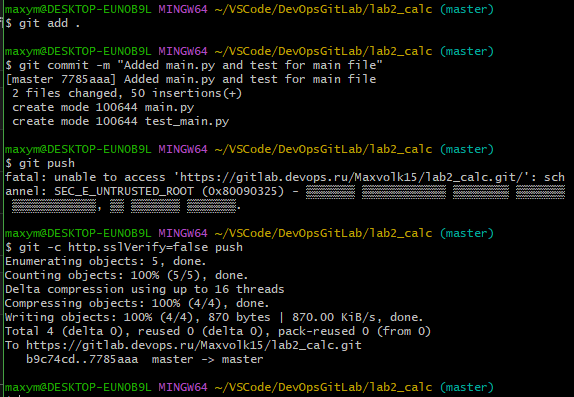 maxym@DESKTOP-EUNOB9L MINGW64 ~/VSCode/DevOpsGitLab/lab2_calc (master)
$ git add .
maxym@DESKTOP-EUNOB9L MINGW64 ~/VSCode/DevOpsGitLab/lab2_calc (master)
$ git commit -m "Added main.py and test for main file"
[master 7785aaa] Added main.py and test for main file
2 files changed, 50 insertions(+)
create mode 100644 main.py
create mode 100644 test_main.py
maxym@DESKTOP-EUNOB9L MINGW64 ~/VSCode/DevOpsGitLab/lab2_calc (master)
$ git push
fatal: unable to access 'https://gitlab.devops.ru/Maxvolk15/lab2_calc.git/': sch
annel: SEC_E_UNTRUSTED_ROOT (0x80090325) -
maxym@DESKTOP-EUNOB9L MINGW64 ~/VSCode/DevOpsGitLab/lab2_calc (master)
$ git -c http.sslVerify=false push
Enumerating objects: 5, done.
Counting objects: 100% (5/5), done.
Delta compression using up to 16 threads
Compressing objects: 100% (4/4), done.
Writing objects: 100% (4/4), 870 bytes | 870.00 KiB/s, done.
Total 4 (delta 0), reused 0 (delta 0), pack-reused 0 (from 0)
To https://gitlab.devops.ru/Maxvolk15/lab2_calc.git
b9c74cd..7785aaa  master -> master
maxym@DESKTOP-EUNOB9L MINGW64 ~/VSCode/DevOpsGitLab/lab2_calc (master)